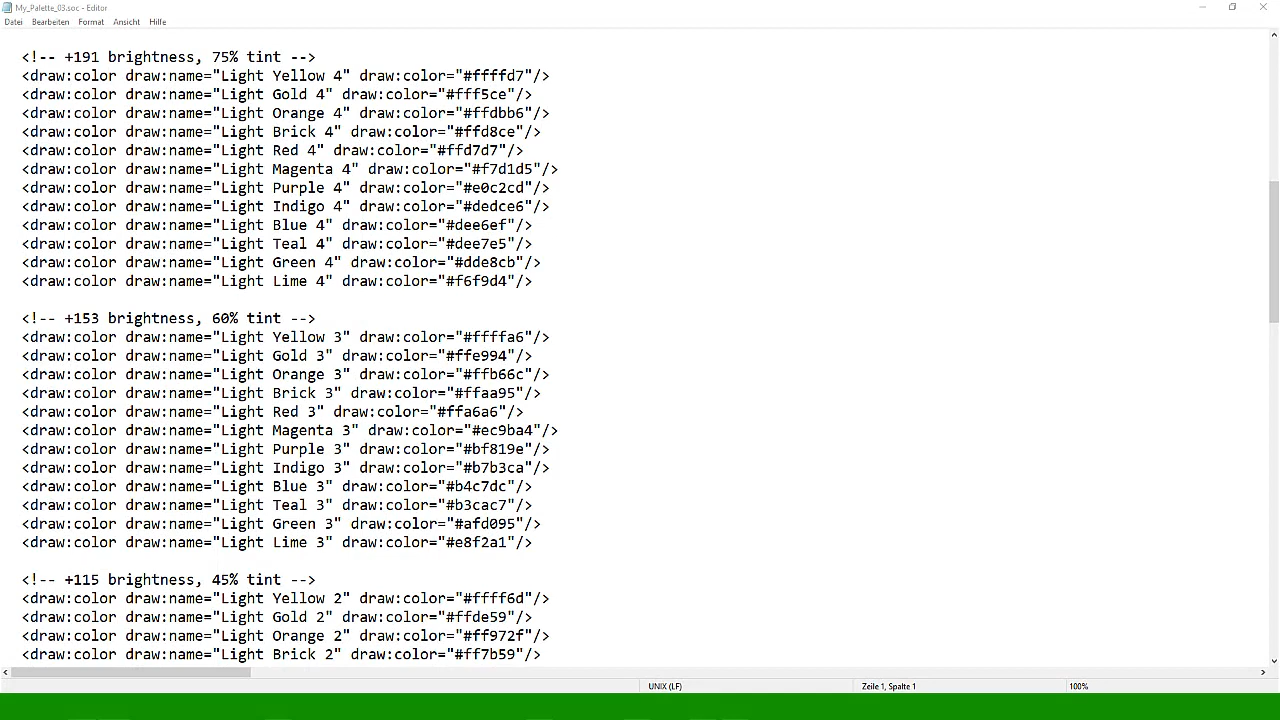 My_Palette_03.soc - Editor
Datei Bearbeiten Format Ansicht Hilfe
<!-- +191 brightness, 75% tint -->
<draw:color draw:name="Light Yellow 4" draw:color="#ffffd7"/>
<draw:color draw:name="Light Gold 4" draw:color="#fff5ce"/>
<draw:color draw:name="Light Orange 4" draw:color="#ffdbb6"/>
<draw:color draw:name="Light Brick 4" draw:color="#ffd8ce"/>
<draw:color draw:name="Light Red 4" draw:color="#ffd7d7"/>
<draw:color draw:name="Light Magenta 4" draw:color="#f7d1d5"/>
<draw:color draw:name="Light Purple 4" draw:color="#e0c2cd"/>
<draw:color draw:name="Light Indigo 4" draw:color="#dedce6"/>
<draw:color draw:name="Light Blue 4" draw:color="#dee6ef"/>
<draw:color draw:name="Light Teal 4" draw:color="#dee7e5"/>
<draw:color draw:name="Light Green 4" draw:color="#dde8cb"/>
<draw:color draw:name="Light Lime 4" draw:color="#f6f9d4"/>
<!-- +153 brightness, 60% tint -->
<draw:color draw:name="Light Yellow 3" draw:color="#ffffa6"/>
<draw:color draw:name="Light Gold 3" draw:color="#ffe994"/>
<draw:color draw:name="Light Orange 3" draw:color="#ffb66c"/>
<draw:color draw:name="Light Brick 3" draw:color="#ffaa95"/>
<draw:color draw:name="Light Red 3" draw:color="#ffa6a6"/>
<draw:color draw:name="Light Magenta 3" draw:color="#ec9ba4"/>
<draw:color draw:name="Light Purple 3" draw:color="#bf819e"/>
<draw:color draw:name="Light Indigo 3" draw:color="#b7b3ca"/>
<draw:color draw:name="Light Blue 3" draw:color="#b4c7dc"/>
<draw:color draw:name="Light Teal 3" draw:color="#b3cac7"/>
<draw:color draw:name="Light Green 3" draw:color="#afd095"/>
<draw:color draw:name="Light Lime 3" draw:color="#e8f2a1"/>
<!-- +115 brightness, 45% tint -->
<draw:color draw:name="Light Yellow 2" draw:color="#ffff6d"/>
<draw:color draw:name="Light Gold 2" draw:color="#ffde59"/>
<draw:color draw:name="Light Orange 2" draw:color="#ff972f"/>
<draw:color draw:name="Light Brick 2" draw:color="#ff7b59"/>
UNIX (LF) Zeile 1, Spalte 1 100%